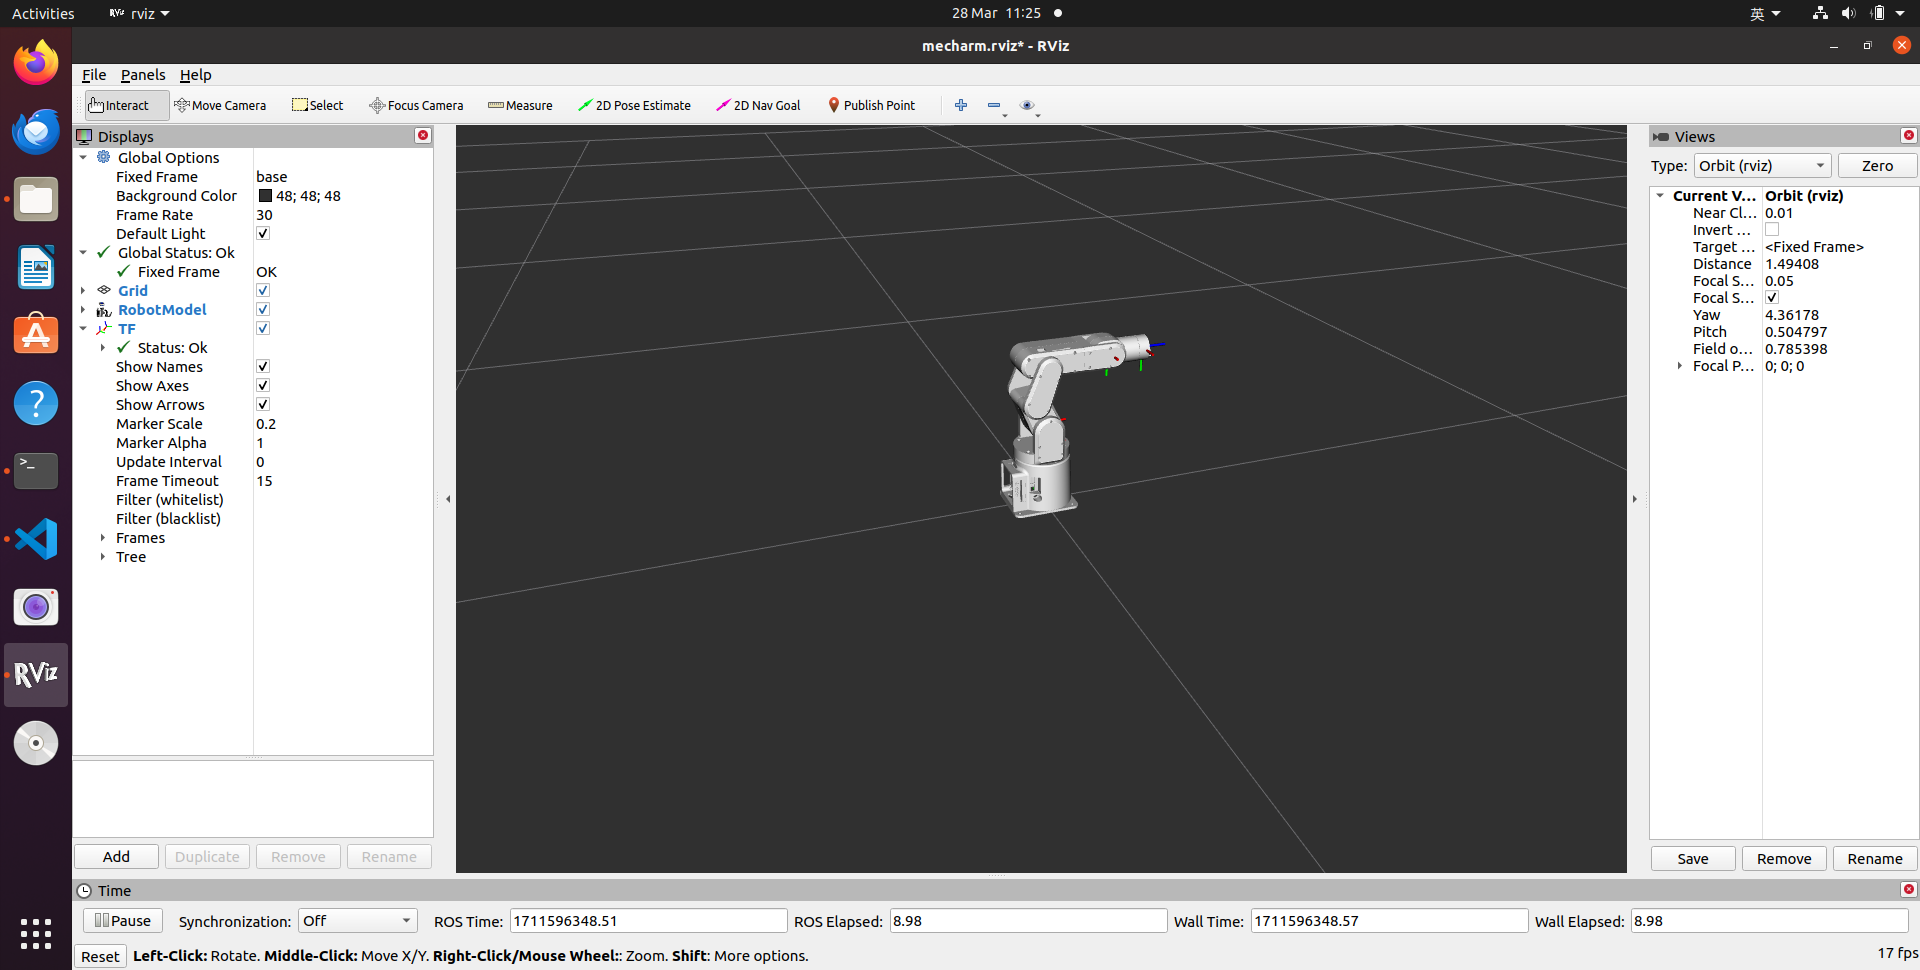 Activities RViz rviz 28 Mar 11:25 英
mecharm.rviz* - RViz
File Panels Help
Interact Move Camera Select Focus Camera Measure 2D Pose Estimate 2D Nav Goal Publish Point
Displays
Global Options
Fixed Frame base
Background Color 48; 48; 48
Frame Rate 30
Default Light
Global Status: Ok
Fixed Frame OK
Grid
RobotModel
TF
Status: Ok
Show Names
Show Axes
Show Arrows
Marker Scale 0.2
Marker Alpha 1
Update Interval 0
Frame Timeout 15
Filter (whitelist)
Filter (blacklist)
Frames
Tree
Add Duplicate Remove Rename
Views
Type: Orbit (rviz) Zero
Current V... Orbit (rviz)
Near Cl... 0.01
Invert ...
Target ... <Fixed Frame>
Distance 1.49408
Focal S... 0.05
Focal S...
Yaw 4.36178
Pitch 0.504797
Field o... 0.785398
Focal P... 0; 0; 0
Save Remove Rename
RViz
Time
Pause Synchronization: Off ROS Time: 1711596348.51 ROS Elapsed: 8.98 Wall Time: 1711596348.57 Wall Elapsed: 8.98
Reset Left-Click: Rotate. Middle-Click: Move X/Y. Right-Click/Mouse Wheel:: Zoom. Shift: More options. 17 fps